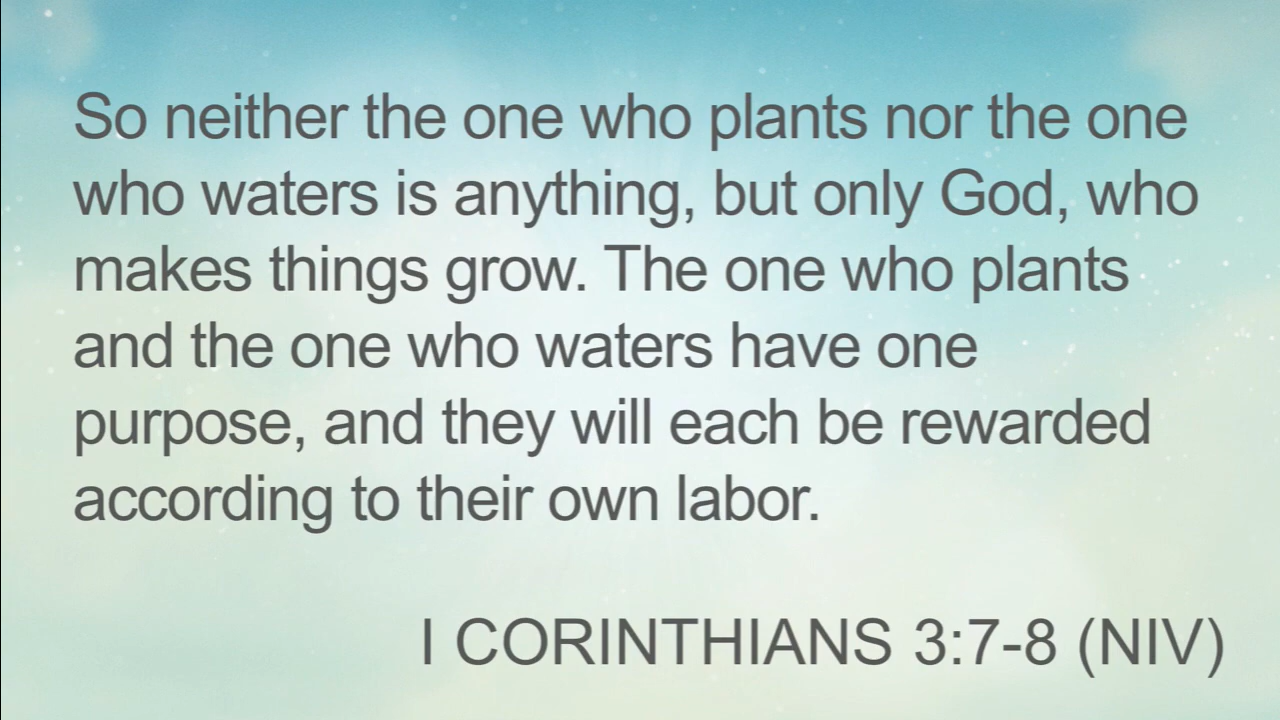 So neither the one who plants nor the one
who waters is anything, but only God, who
makes things grow. The one who plants
and the one who waters have one
purpose, and they will each be rewarded
according to their own labor.
I CORINTHIANS 3:7-8 (NIV)